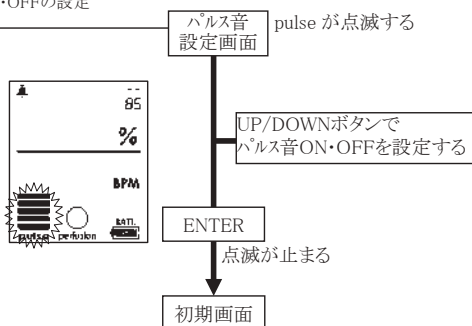 ・OFFの設定
パルス音
設定画面
pulse が点滅する
--
85
%
BPM
pulse
perfusion
BATT.
UP/DOWNボタンで
パルス音ON・OFFを設定する
ENTER
点滅が止まる
初期画面